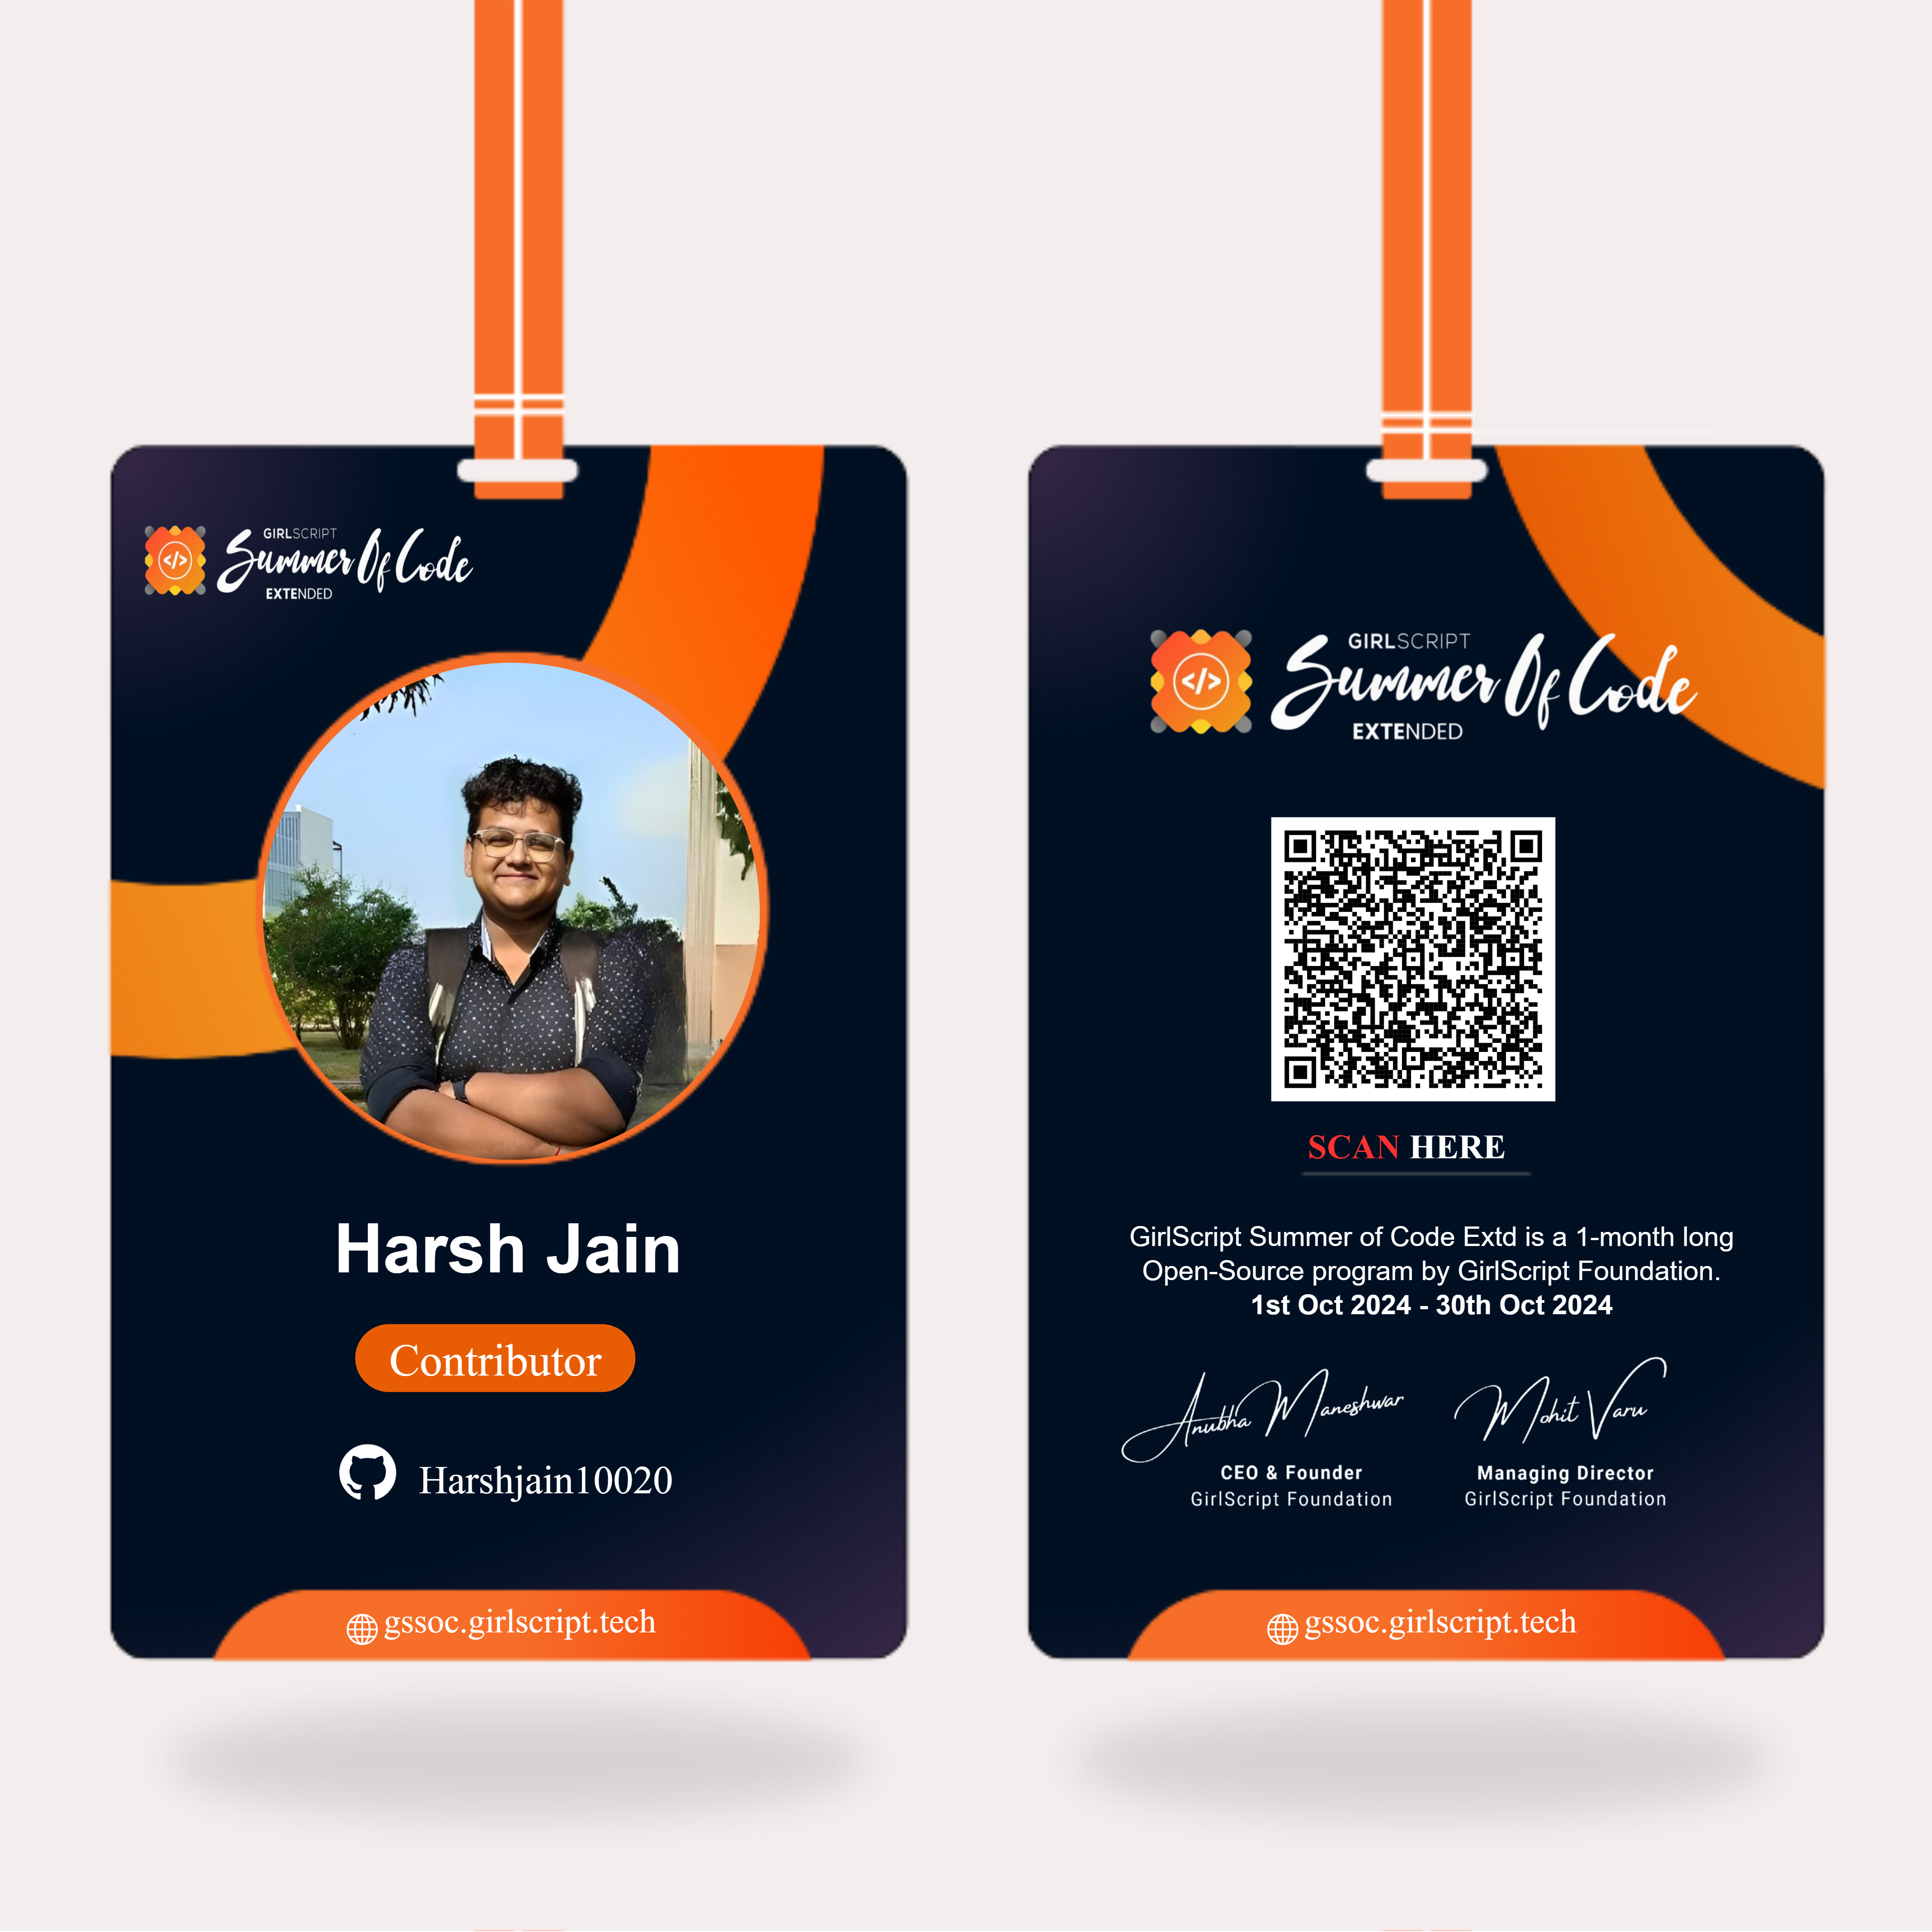 GIRLSCRIPT
Summer Of Code
EXTENDED
Harsh Jain
Contributor
Harshjain10020
gssoc.girlscript.tech
GIRLSCRIPT
Summer Of Code
EXTENDED
SCAN HERE
GirlScript Summer of Code Extd is a 1-month long
Open-Source program by GirlScript Foundation.
1st Oct 2024 - 30th Oct 2024
Anubha Maneshwar
CEO & Founder
GirlScript Foundation
Mohit Varu
Managing Director
GirlScript Foundation
gssoc.girlscript.tech